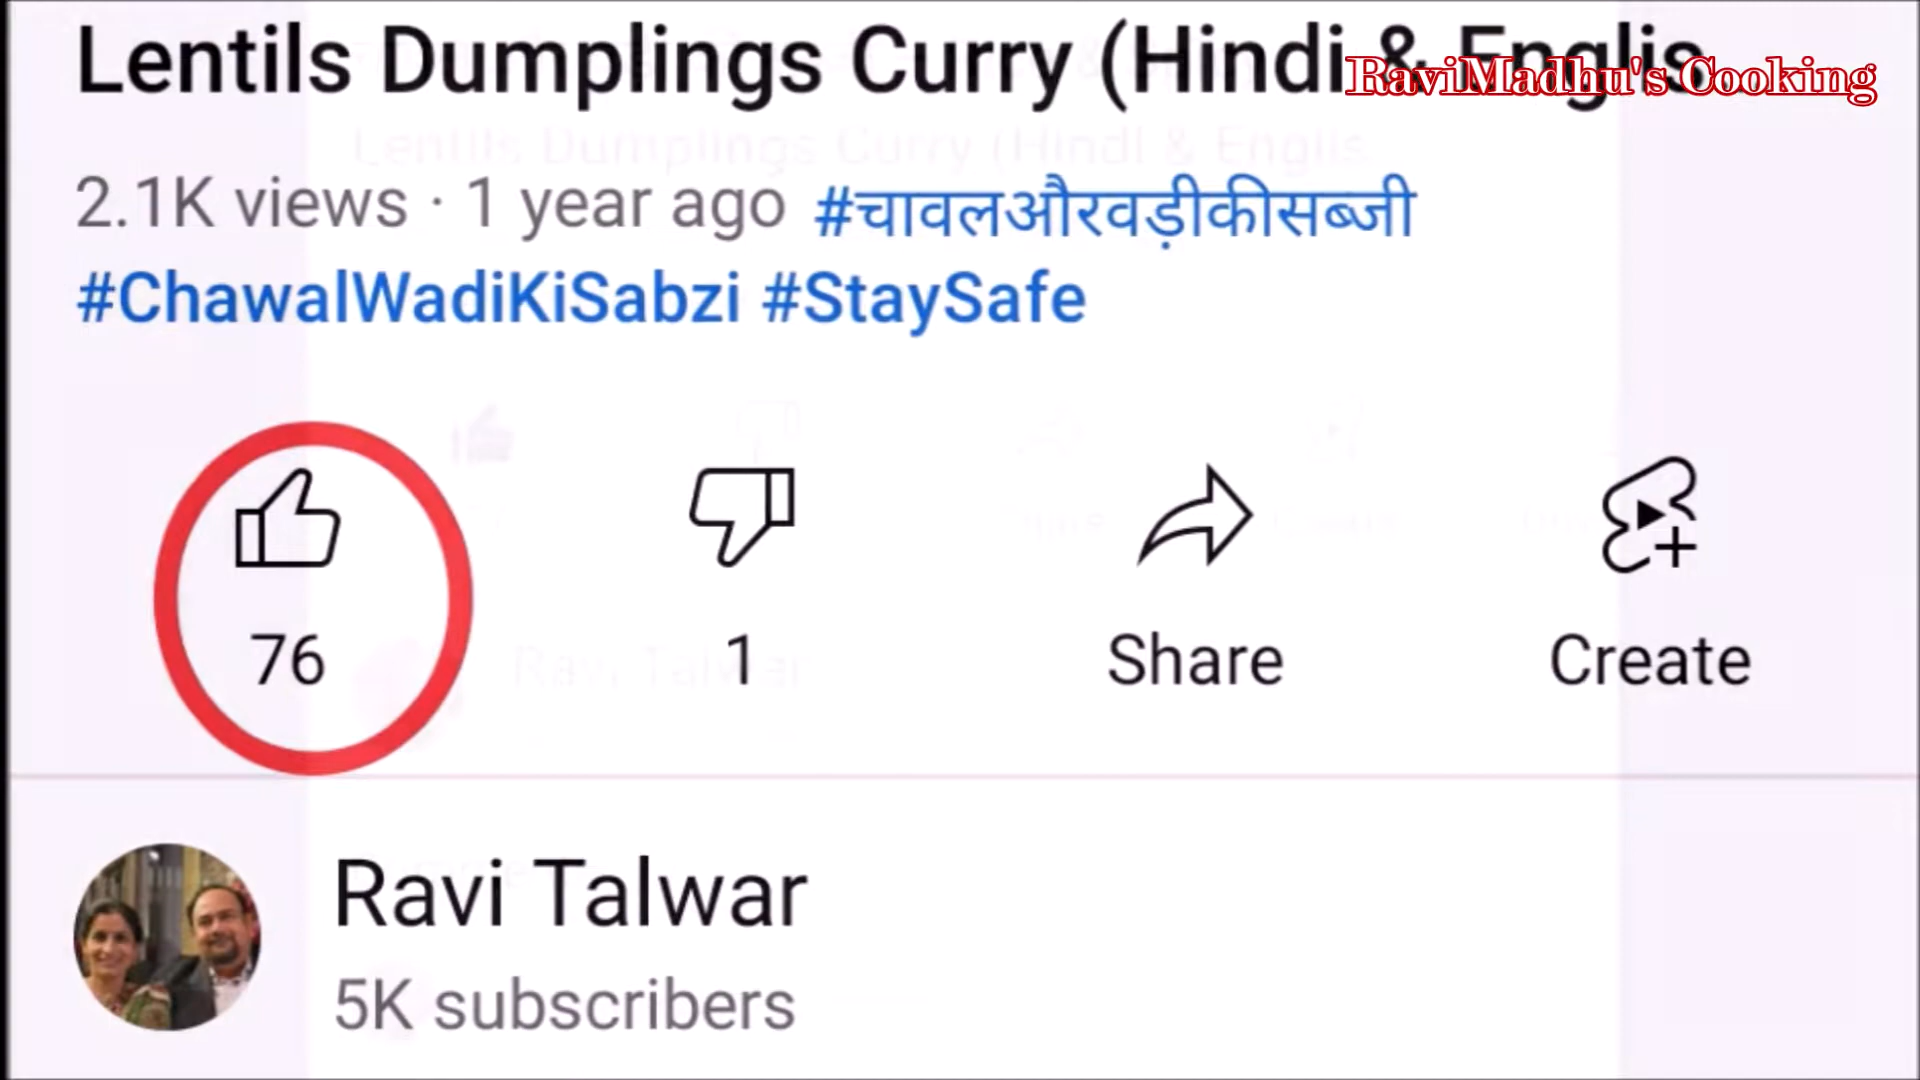 Lentils Dumplings Curry (Hindi & Englis
RaviMadhu's Cooking
2.1K views · 1 year ago #चावलऔरवड़ीकीसब्जी
#ChawalWadiKiSabzi #StaySafe
76 1 Share Create
Ravi Talwar
5K subscribers